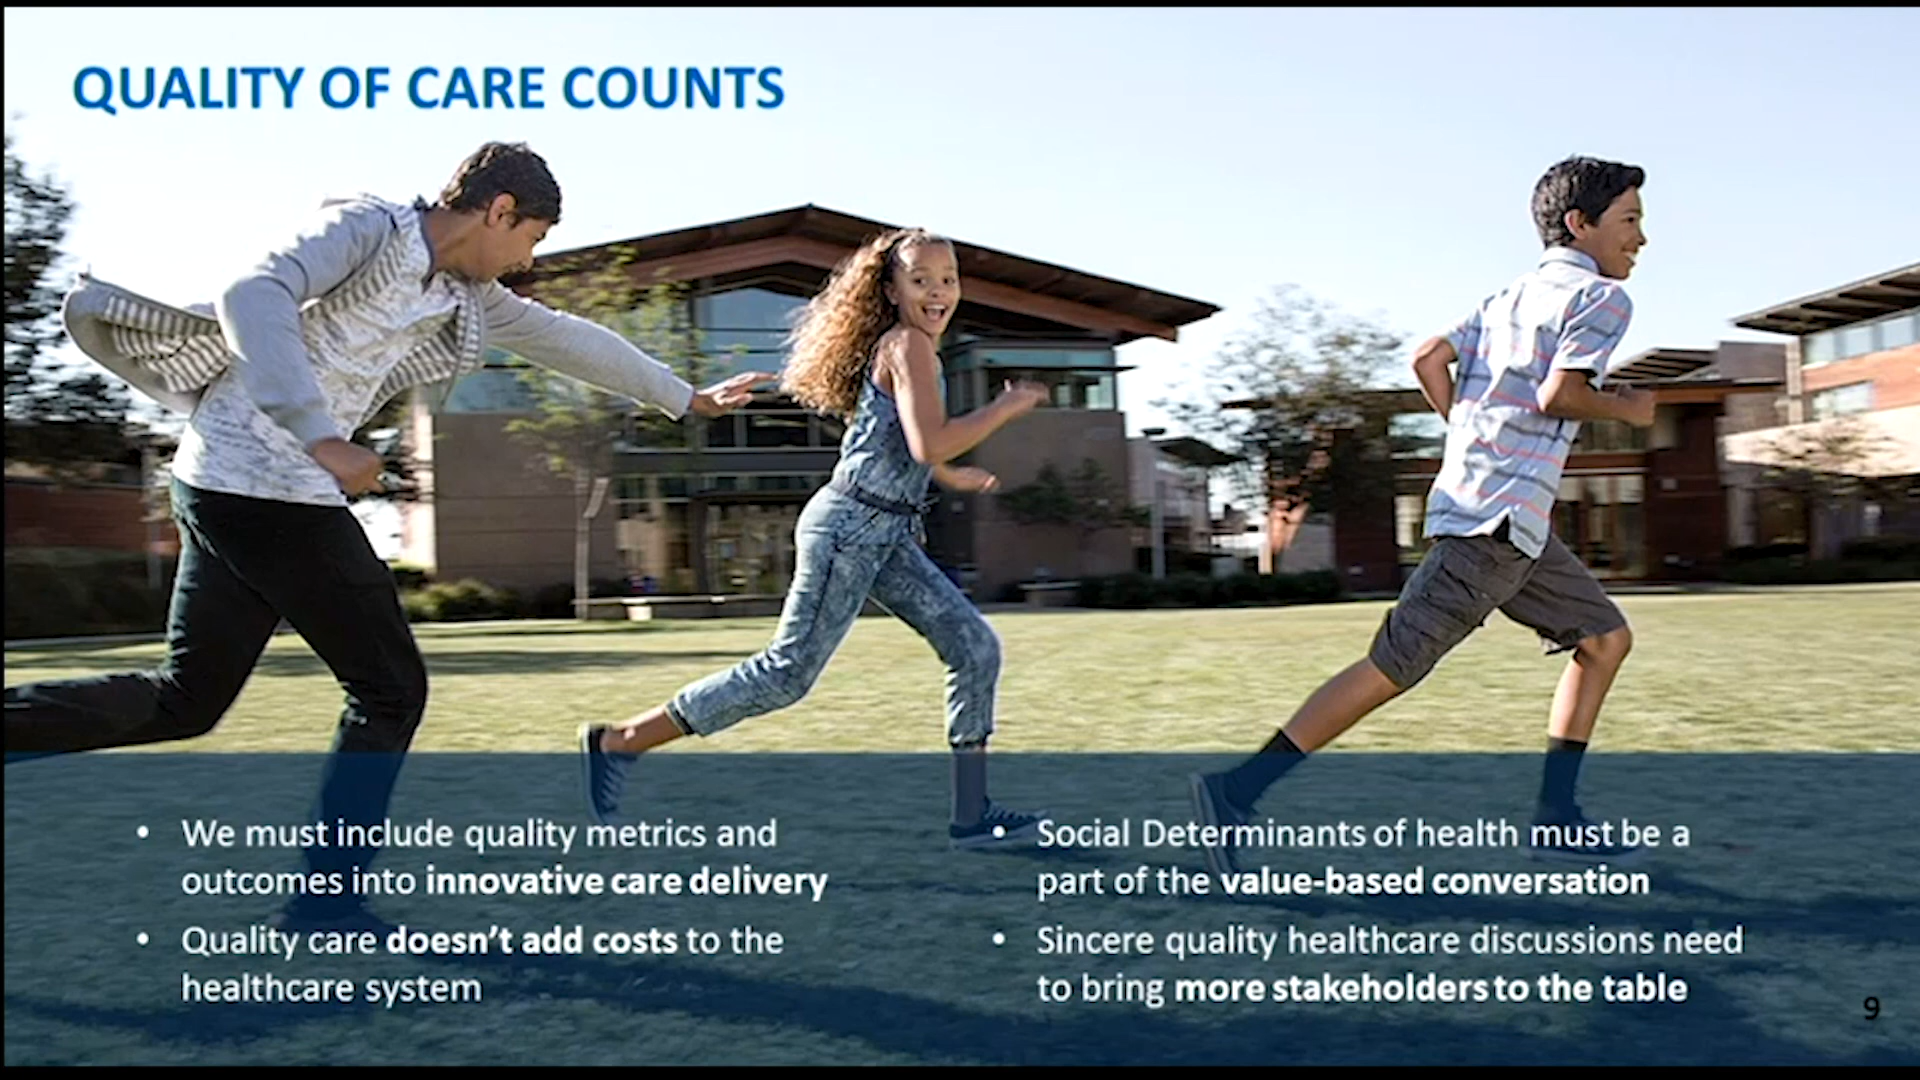 QUALITY OF CARE COUNTS
• We must include quality metrics and
outcomes into innovative care delivery
• Quality care doesn't add costs to the
healthcare system
• Social Determinants of health must be a
part of the value-based conversation
• Sincere quality healthcare discussions need
to bring more stakeholders to the table
9